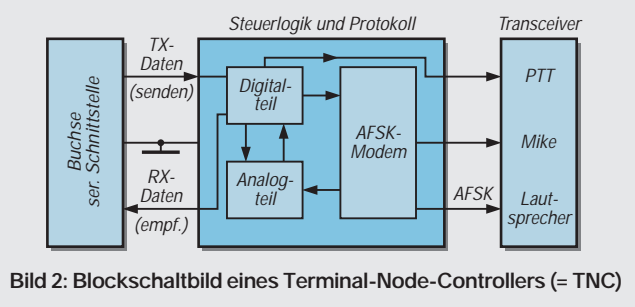 Steuerlogik und Protokoll
Transceiver
Buchse
ser. Schnittstelle
TX-
Daten
(senden)
RX-
Daten
(empf.)
Digital-
teil
Analog-
teil
AFSK-
Modem
AFSK
PTT
Mike
Laut-
sprecher
Bild 2: Blockschaltbild eines Terminal-Node-Controllers (= TNC)